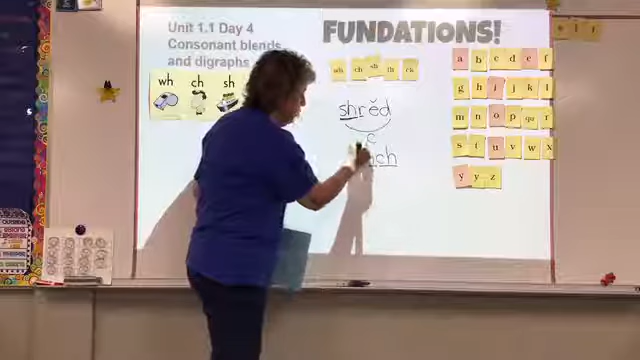 Unit 1.1 Day 4
Consonant blends
and digraphs
FUNDATIONS!
wh ch sh
wh ch sh th ck
shrĕd
c
ch
a b c d e f
g h i j k l
m n o p qu r
s t u v w x
y y z